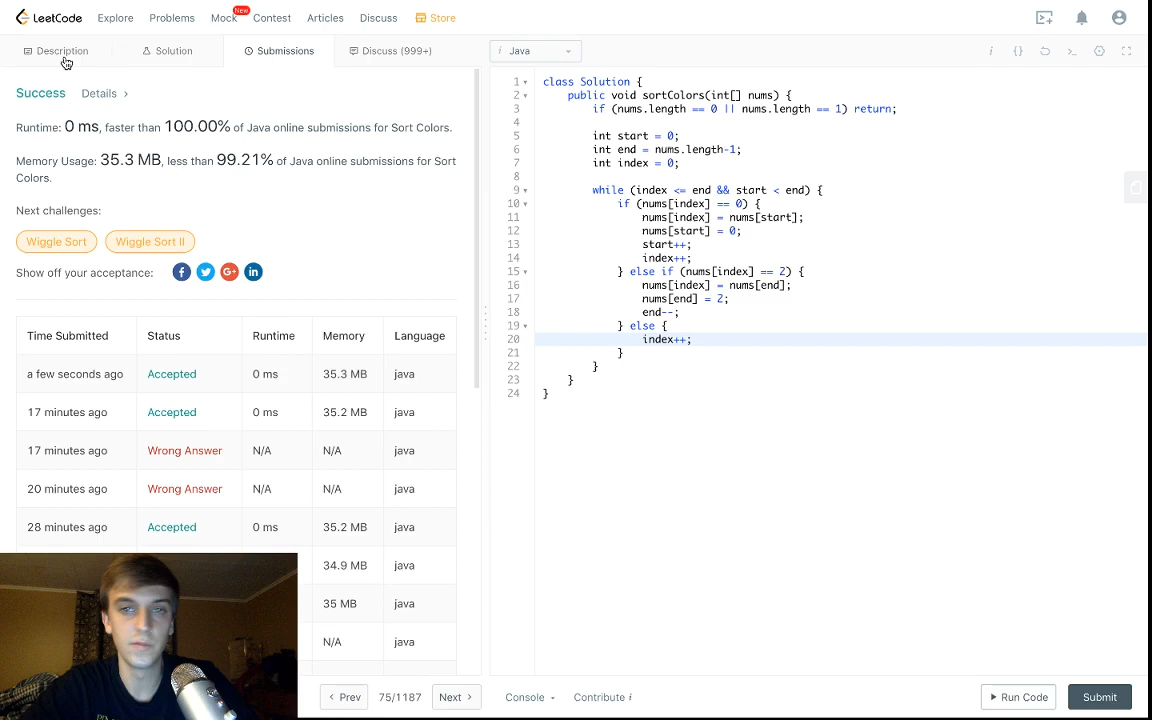 LeetCode Explore Problems Mock New Contest Articles Discuss Store
Description Solution Submissions Discuss (999+)
Success Details >
Runtime: 0 ms, faster than 100.00% of Java online submissions for Sort Colors.
Memory Usage: 35.3 MB, less than 99.21% of Java online submissions for Sort
Colors.
Next challenges:
Wiggle Sort Wiggle Sort II
Show off your acceptance:
Time Submitted Status Runtime Memory Language
a few seconds ago Accepted 0 ms 35.3 MB java
17 minutes ago Accepted 0 ms 35.2 MB java
17 minutes ago Wrong Answer N/A N/A java
20 minutes ago Wrong Answer N/A N/A java
28 minutes ago Accepted 0 ms 35.2 MB java
34.9 MB java
35 MB java
N/A java
‹ Prev 75/1187 Next ›
i Java
1 class Solution {
2 public void sortColors(int[] nums) {
3 if (nums.length == 0 || nums.length == 1) return;
4
5 int start = 0;
6 int end = nums.length-1;
7 int index = 0;
8
9 while (index <= end && start < end) {
10 if (nums[index] == 0) {
11 nums[index] = nums[start];
12 nums[start] = 0;
13 start++;
14 index++;
15 } else if (nums[index] == 2) {
16 nums[index] = nums[end];
17 nums[end] = 2;
18 end--;
19 } else {
20 index++;
21 }
22 }
23 }
24 }
Console Contribute i
Run Code Submit